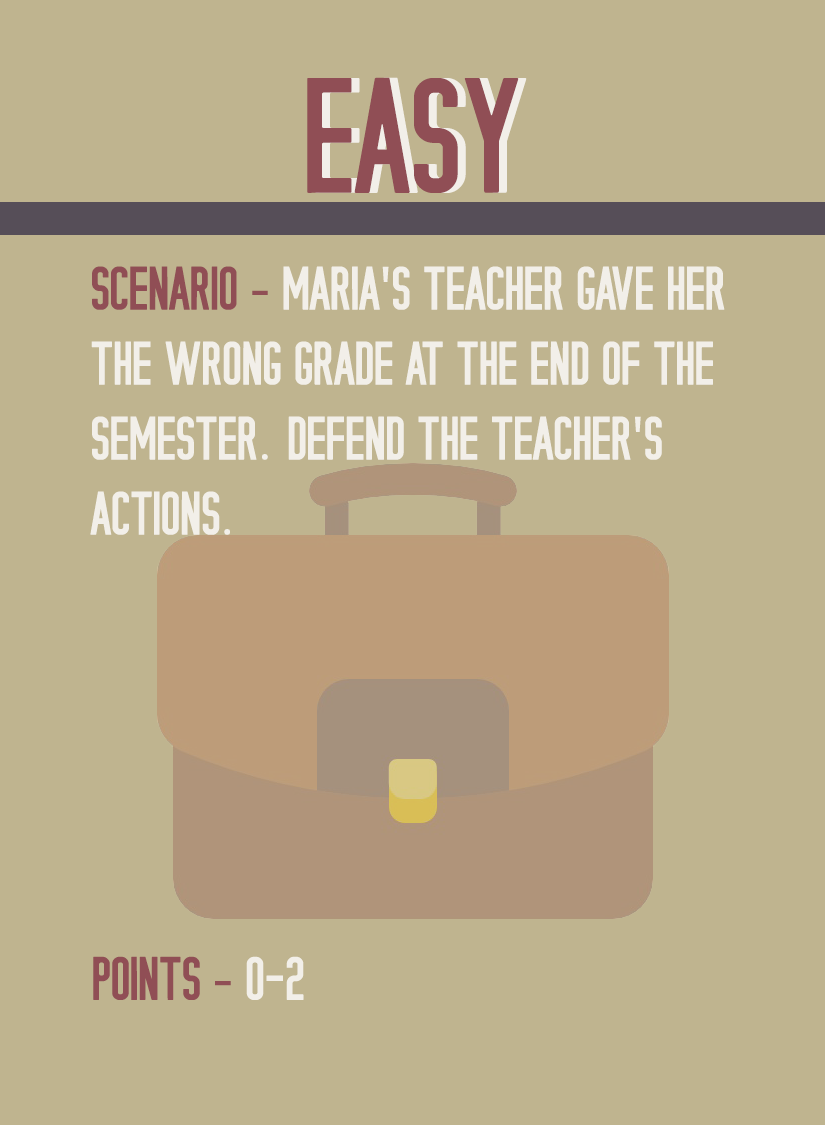 EASY
SCENARIO - MARIA'S TEACHER GAVE HER
THE WRONG GRADE AT THE END OF THE
SEMESTER. DEFEND THE TEACHER'S
ACTIONS.
POINTS - 0-2